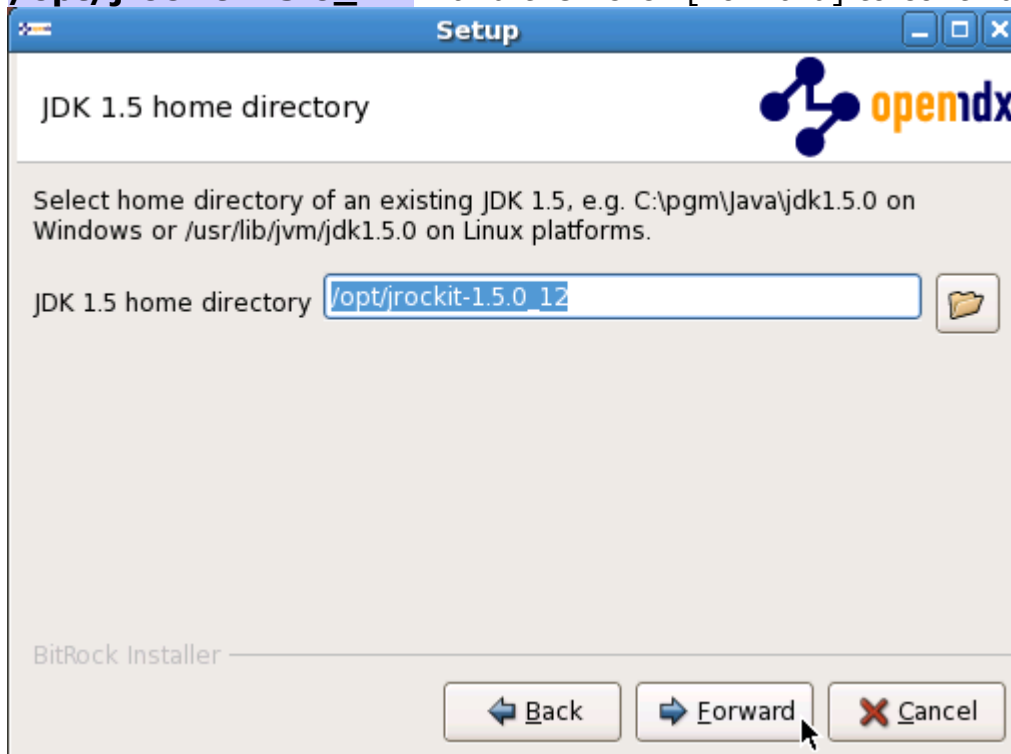 Setup
JDK 1.5 home directory
openmdx
Select home directory of an existing JDK 1.5, e.g. C:\pgm\Java\jdk1.5.0 on
Windows or /usr/lib/jvm/jdk1.5.0 on Linux platforms.
JDK 1.5 home directory /opt/jrockit-1.5.0_12
BitRock Installer
Back Forward Cancel